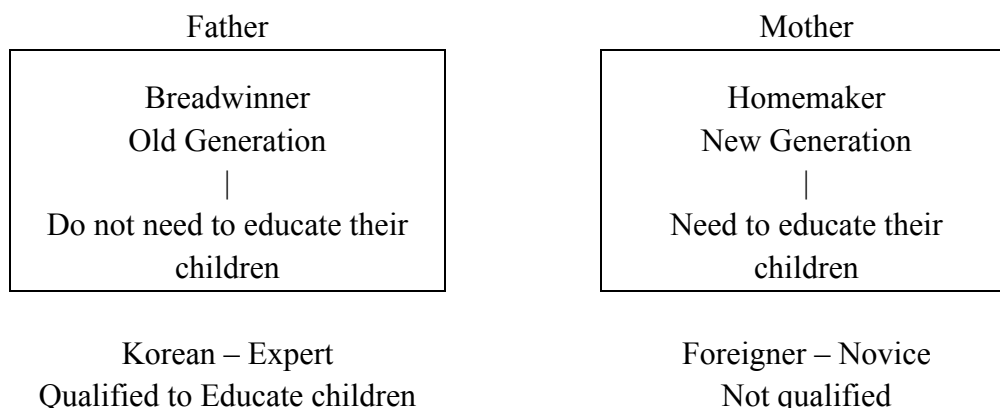 Father
Breadwinner
Old Generation
|
Do not need to educate their
children
Korean – Expert
Qualified to Educate children
Mother
Homemaker
New Generation
|
Need to educate their
children
Foreigner – Novice
Not qualified